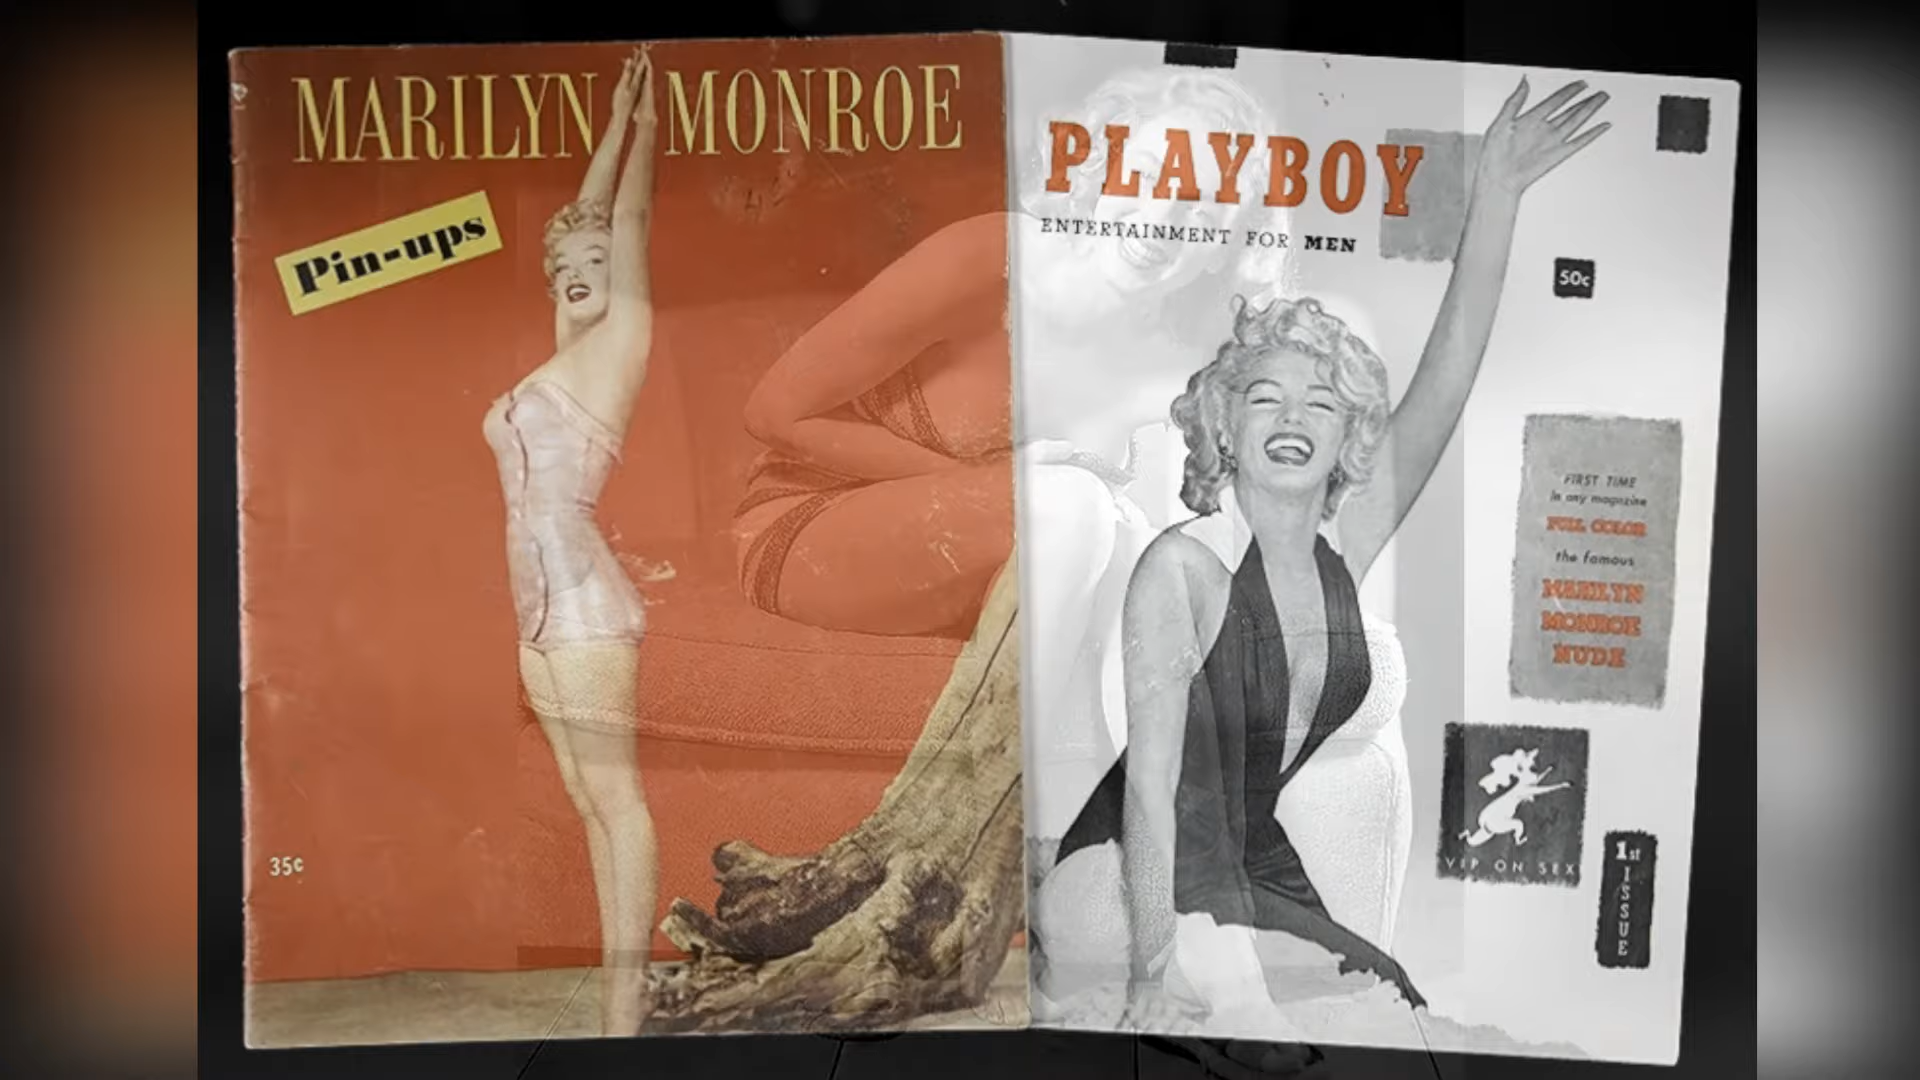 MARILYN MONROE
Pin-ups
35¢
PLAYBOY
ENTERTAINMENT FOR MEN
50c
FIRST TIME
in any magazine
FULL COLOR
the famous
MARILYN
MONROE
NUDE
VIP ON SEX
1st
ISSUE